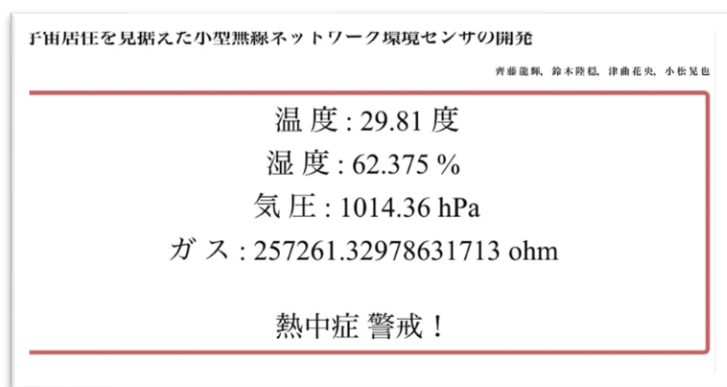 宇宙居住を見据えた小型無線ネットワーク環境センサの開発
齊藤龍輝, 鈴木陸穏, 津曲花央, 小松晃也
温 度 : 29.81 度
湿 度 : 62.375 %
気 圧 : 1014.36 hPa
ガ ス : 257261.32978631713 ohm
熱中症 警戒！